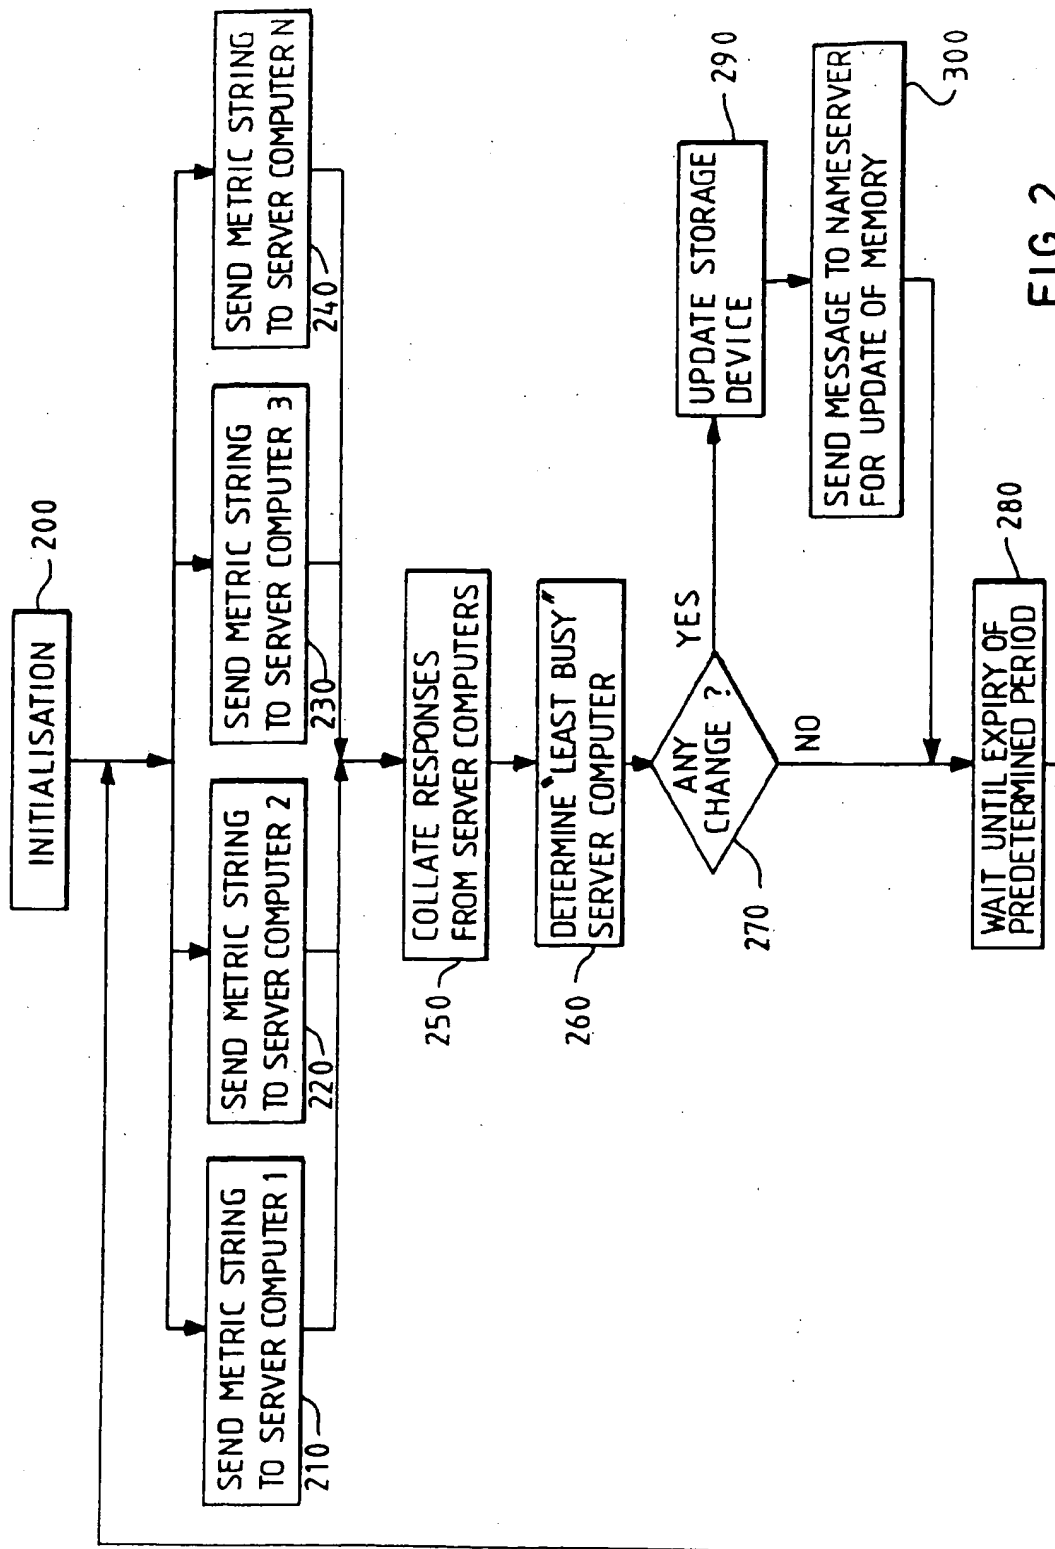 INITIALISATION
200
SEND METRIC STRING
TO SERVER COMPUTER 1
210
SEND METRIC STRING
TO SERVER COMPUTER 2
220
SEND METRIC STRING
TO SERVER COMPUTER 3
230
SEND METRIC STRING
TO SERVER COMPUTER N
240
COLLATE RESPONSES
FROM SERVER COMPUTERS
250
DETERMINE "LEAST BUSY"
SERVER COMPUTER
260
ANY
CHANGE ?
270
YES
NO
UPDATE STORAGE
DEVICE
290
SEND MESSAGE TO NAMESERVER
FOR UPDATE OF MEMORY
300
WAIT UNTIL EXPIRY OF
PREDETERMINED PERIOD
280
FIG. 2